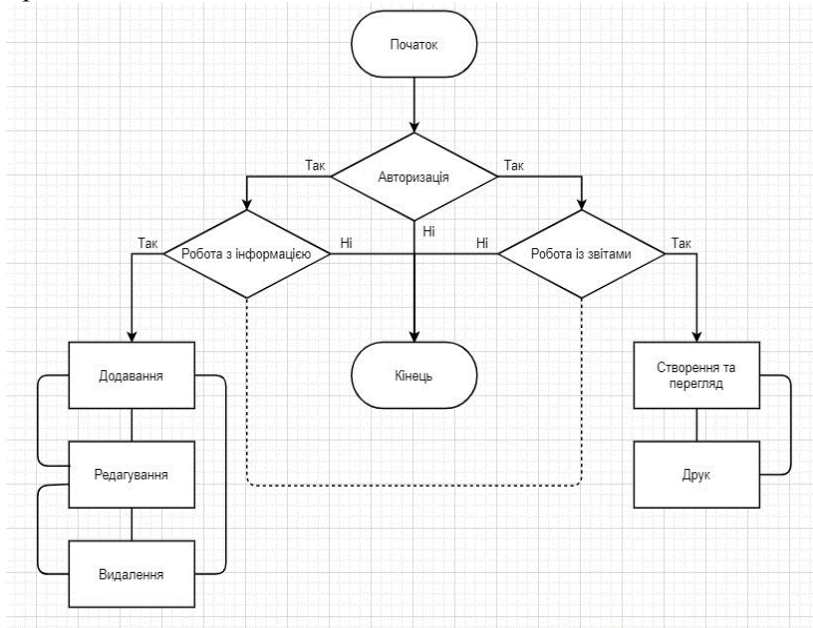 Початок
Так
Так
Авторизація
Так
Ні
Ні
Ні
Так
Робота з інформацією
Робота із звітами
Додавання
Кінець
Створення та
перегляд
Редагування
Друк
Видалення